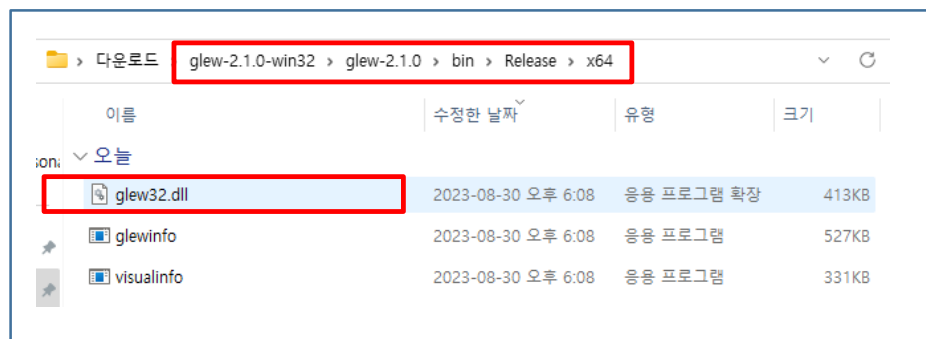 다운로드 glew-2.1.0-win32 > glew-2.1.0 > bin > Release > x64
이름 수정한 날짜 유형 크기
오늘
glew32.dll 2023-08-30 오후 6:08 응용 프로그램 확장 413KB
glewinfo 2023-08-30 오후 6:08 응용 프로그램 527KB
visualinfo 2023-08-30 오후 6:08 응용 프로그램 331KB